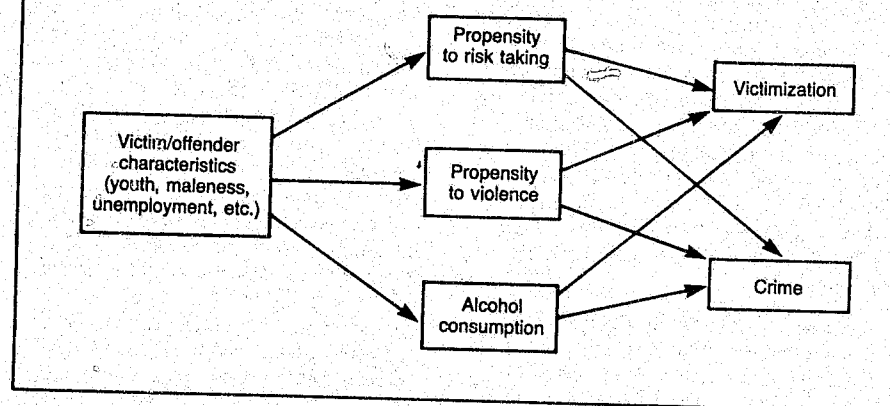 Propensity
to risk taking
Victimization
Victim/offender
characteristics
(youth, maleness,
unemployment, etc.)
Propensity
to violence
Alcohol
consumption
Crime